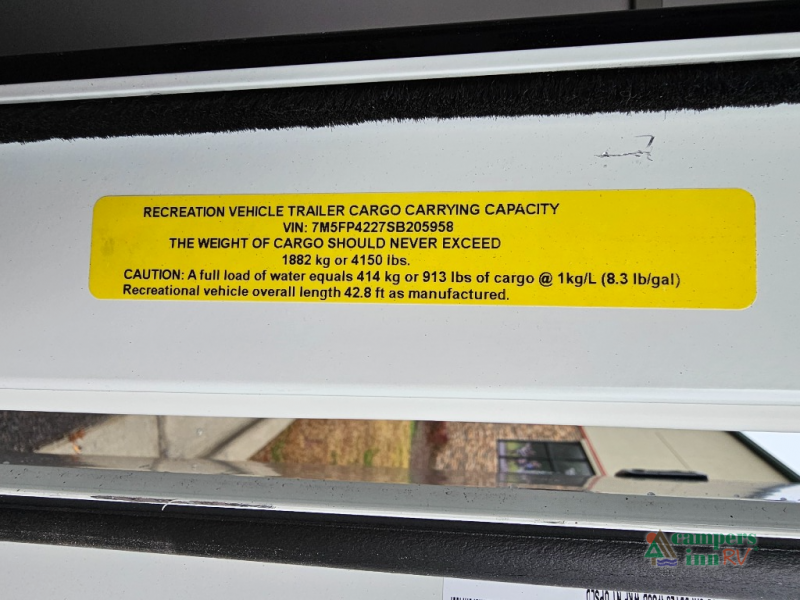 RECREATION VEHICLE TRAILER CARGO CARRYING CAPACITY
VIN: 7M5FP4227SB205958
THE WEIGHT OF CARGO SHOULD NEVER EXCEED
1882 kg or 4150 lbs.
CAUTION: A full load of water equals 414 kg or 913 lbs of cargo @ 1kg/L (8.3 lb/gal)
Recreational vehicle overall length 42.8 ft as manufactured.
campers
inn RV